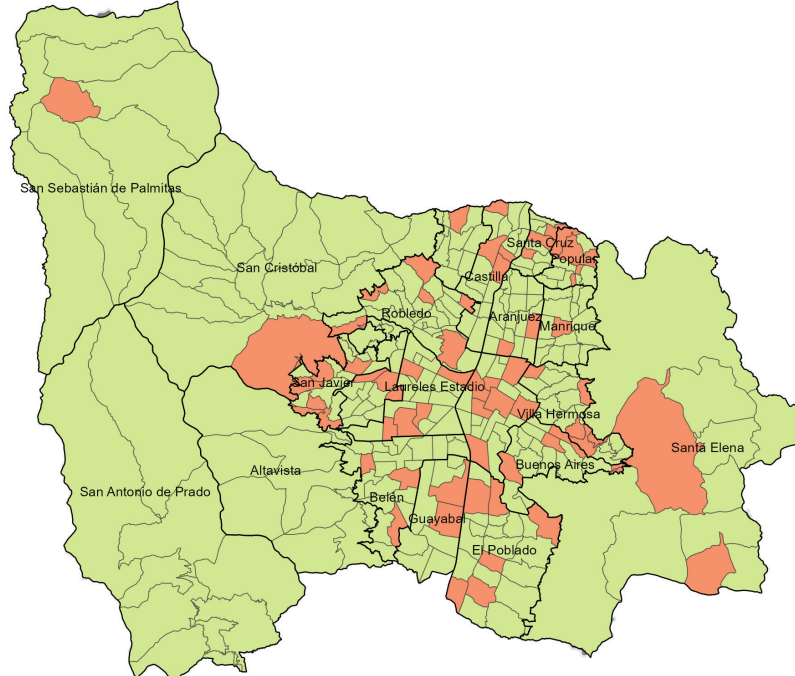 San Sebastián de Palmitas
San Cristóbal
Santa Cruz
Popular
Castilla
Robledo
Aranjuez
Manrique
San Javier
Laureles Estadio
Villa Hermosa
Santa Elena
Buenos Aires
Altavista
San Antonio de Prado
Belén
Guayabal
El Poblado